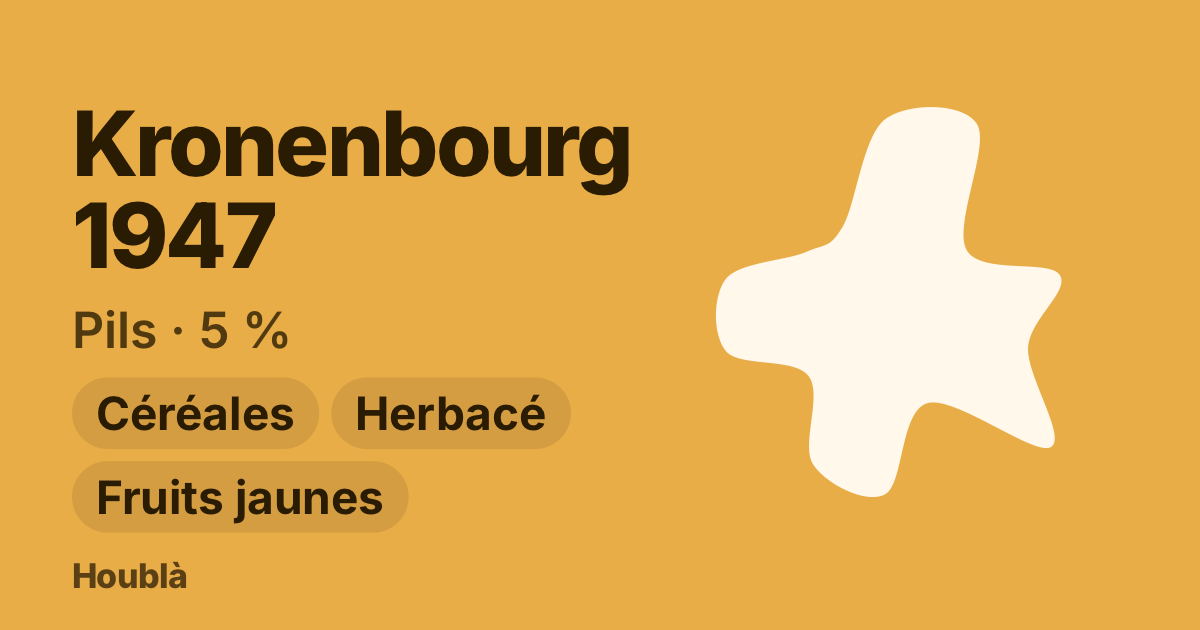 Kronenbourg
1947
Pils · 5 %
Céréales Herbacé
Fruits jaunes
Houblà